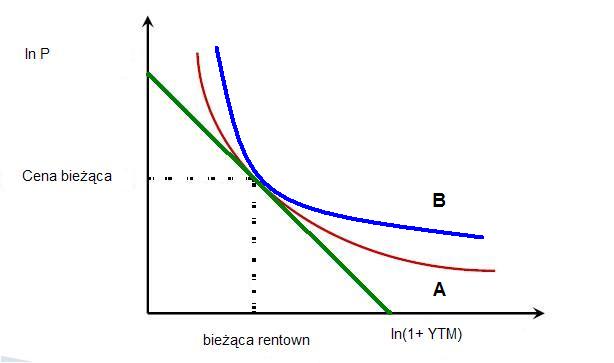 ln P
Cena bieżąca
B
A
bieżąca rentown
ln(1+ YTM)